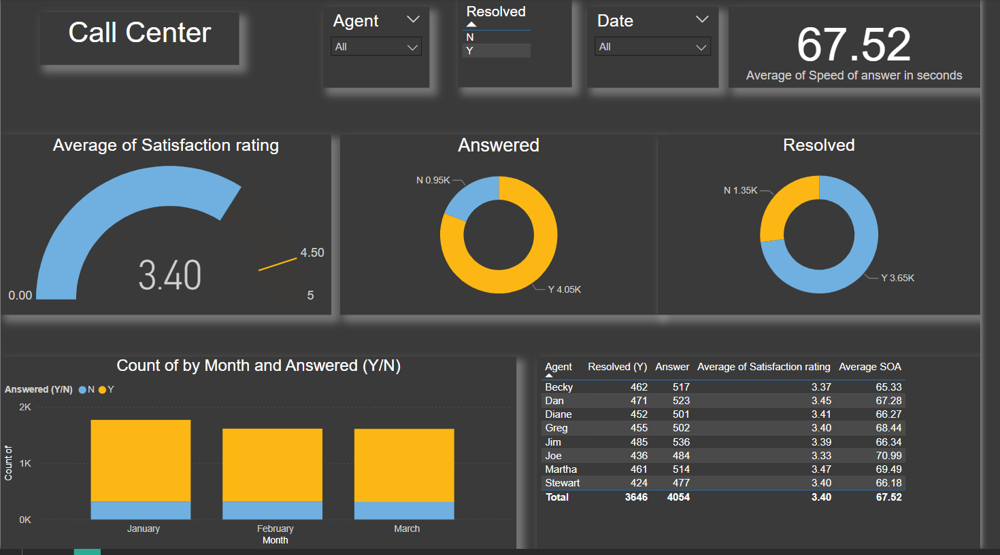 Call Center
Agent
All
Resolved
N
Y
Date
All
67.52
Average of Speed of answer in seconds
Average of Satisfaction rating
3.40
0.00
4.50
5
Answered
N 0.95K
Y 4.05K
Resolved
N 1.35K
Y 3.65K
Count of by Month and Answered (Y/N)
Answered (Y/N) N Y
2K
1K
0K
Count of
January February March
Month
Agent Resolved (Y) Answer Average of Satisfaction rating Average SOA
Becky 462 517 3.37 65.33
Dan 471 523 3.45 67.28
Diane 452 501 3.41 66.27
Greg 455 502 3.40 68.44
Jim 485 536 3.39 66.34
Joe 436 484 3.33 70.99
Martha 461 514 3.47 69.49
Stewart 424 477 3.40 66.18
Total 3646 4054 3.40 67.52